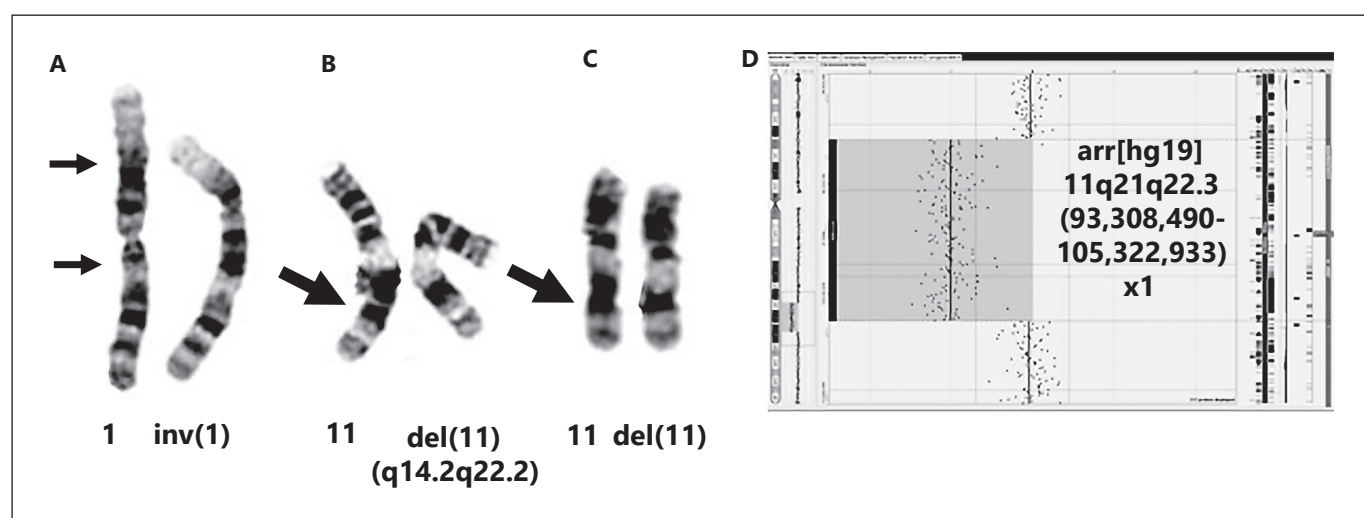 A
B
C
D
arr[hg19]
11q21q22.3
(93,308,490-
105,322,933)
x1
1 inv(1)
11 del(11)
(q14.2q22.2)
11 del(11)